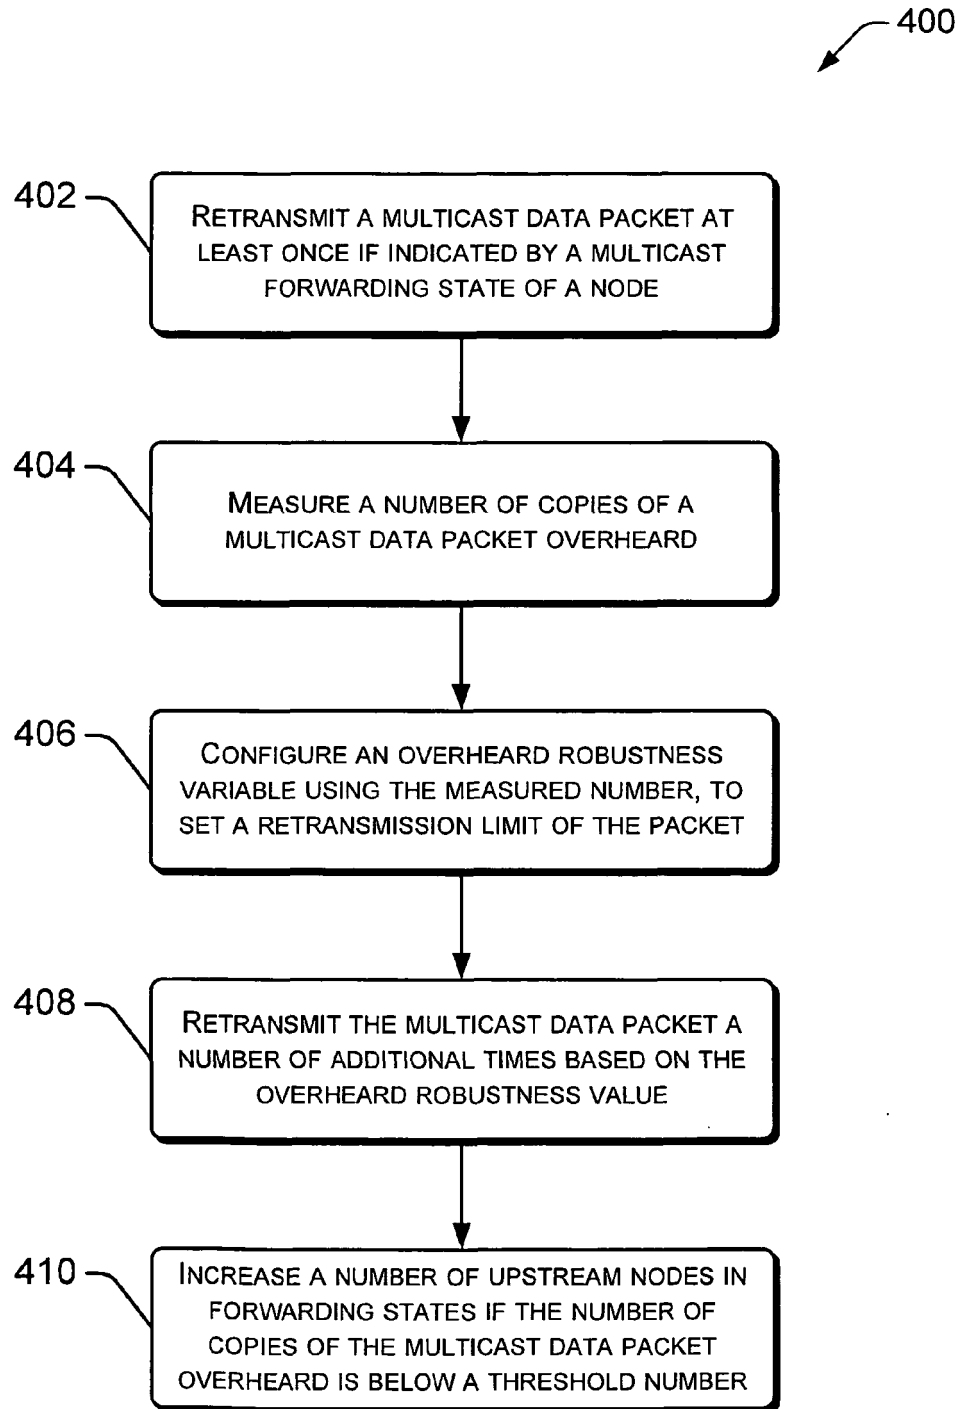 400
402
RETRANSMIT A MULTICAST DATA PACKET AT
LEAST ONCE IF INDICATED BY A MULTICAST
FORWARDING STATE OF A NODE
404
MEASURE A NUMBER OF COPIES OF A
MULTICAST DATA PACKET OVERHEARD
406
CONFIGURE AN OVERHEARD ROBUSTNESS
VARIABLE USING THE MEASURED NUMBER, TO
SET A RETRANSMISSION LIMIT OF THE PACKET
408
RETRANSMIT THE MULTICAST DATA PACKET A
NUMBER OF ADDITIONAL TIMES BASED ON THE
OVERHEARD ROBUSTNESS VALUE
410
INCREASE A NUMBER OF UPSTREAM NODES IN
FORWARDING STATES IF THE NUMBER OF
COPIES OF THE MULTICAST DATA PACKET
OVERHEARD IS BELOW A THRESHOLD NUMBER